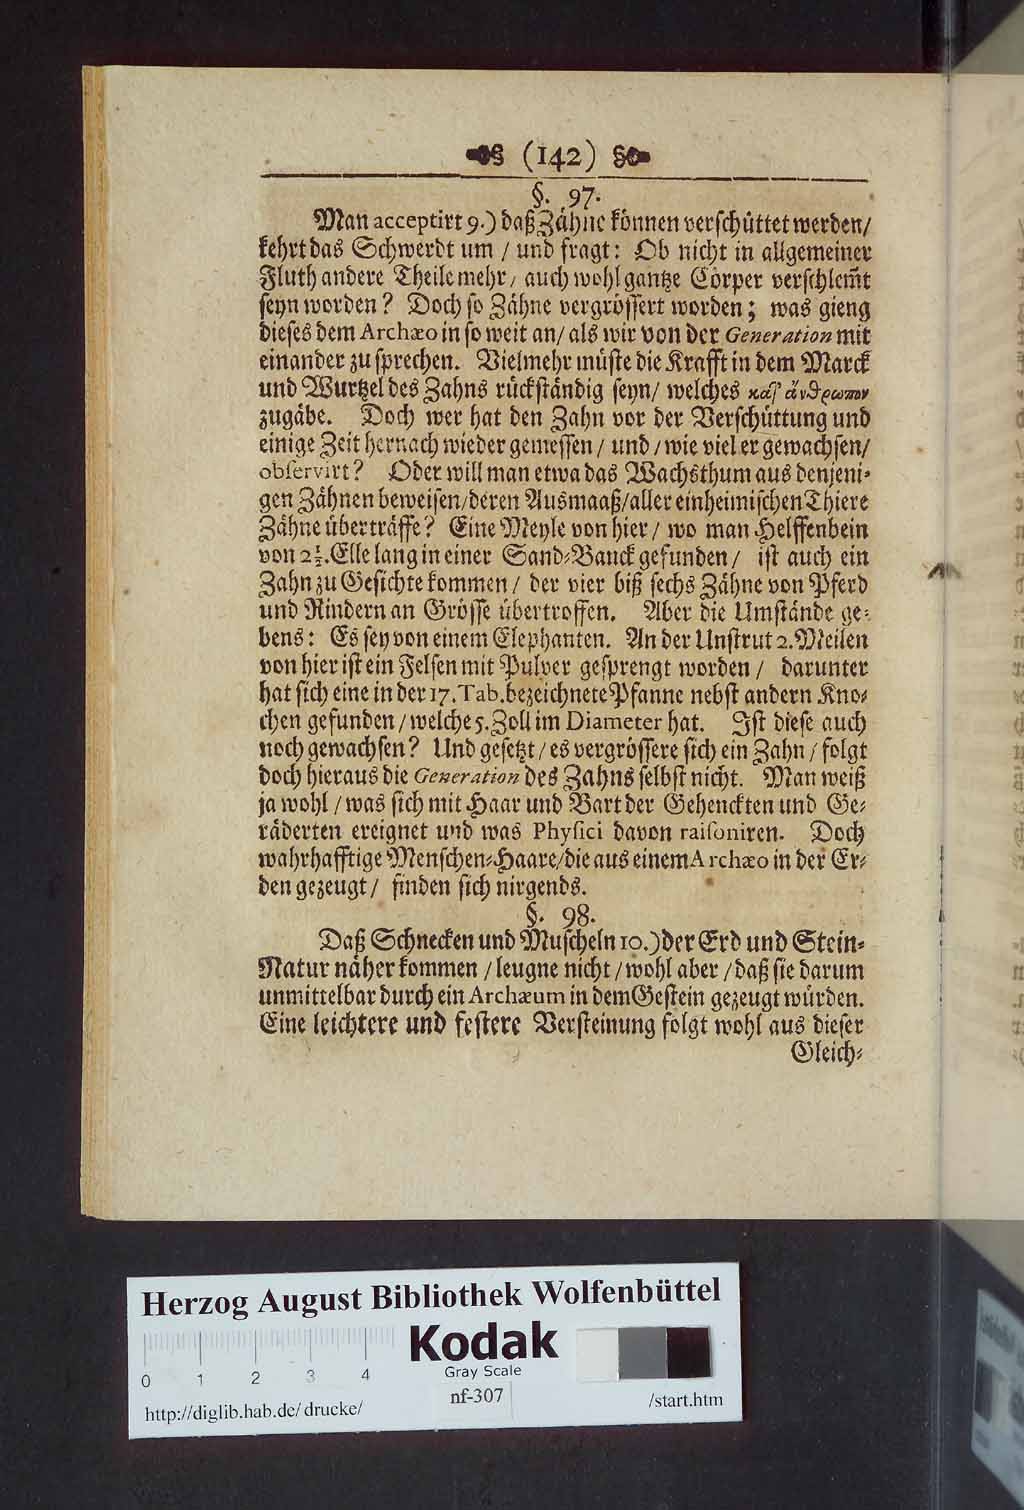 § (142) §
§. 97.
Man acceptirt 9.) daß Zähne können verschüttet werden/
kehrt das Schwerdt um / und fragt: Ob nicht in allgemeiner
Fluth andere Theile mehr / auch wohl gantze Cörper verschlem̃t
seyn worden? Doch so Zähne vergrössert worden; was gieng
dieses dem Archæo in so weit an/ als wir von der Generation mit
einander zu sprechen. Vielmehr müste die Krafft in dem Marck
und Wurtzel des Zahns rückständig seyn/ welches ἄνθρωπον
zugäbe. Doch wer hat den Zahn vor der Verschüttung und
einige Zeit hernach wieder gemessen / und / wie viel er gewachsen/
observirt? Oder will man etwa das Wachsthum aus denjeni-
gen Zähnen beweisen/deren Ausmaaß/aller einheimischen Thiere
Zähne überträffe? Eine Meyle von hier / wo man Helffenbein
von 2½. Elle lang in einer Sand-Banck gefunden / ist auch ein
Zahn zu Gesichte kommen / der vier biß sechs Zähne von Pferd
und Rindern an Grösse übertroffen. Aber die Umstände ge-
bens: Es sey von einem Elephanten. An der Unstrut 2. Meilen
von hier ist ein Felsen mit Pulver gesprengt worden / darunter
hat sich eine in der 17. Tab. bezeichnete Pfanne nebst andern Kno-
chen gefunden / welche 5. Zoll im Diameter hat. Ist diese auch
noch gewachsen? Und gesetzt / es vergrössere sich ein Zahn / folgt
doch hieraus die Generation des Zahns selbst nicht. Man weiß
ja wohl / was sich mit Haar und Bart der Gehenckten und Ge-
räderten ereignet und was Physici davon raisoniren. Doch
wahrhafftige Menschen-Haare/die aus einem Archæo in der Er-
den gezeugt / finden sich nirgends.
§. 98.
Daß Schnecken und Muscheln 10.) der Erd und Stein-
Natur näher kommen / leugne nicht / wohl aber / daß sie darum
unmittelbar durch ein Archæum in dem Gestein gezeugt würden.
Eine leichtere und festere Versteinung folgt wohl aus dieser
Gleich-
Herzog August Bibliothek Wolfenbüttel
Kodak
Gray Scale
0 1 2 3 4
nf-307
http://diglib.hab.de/drucke/ /start.htm